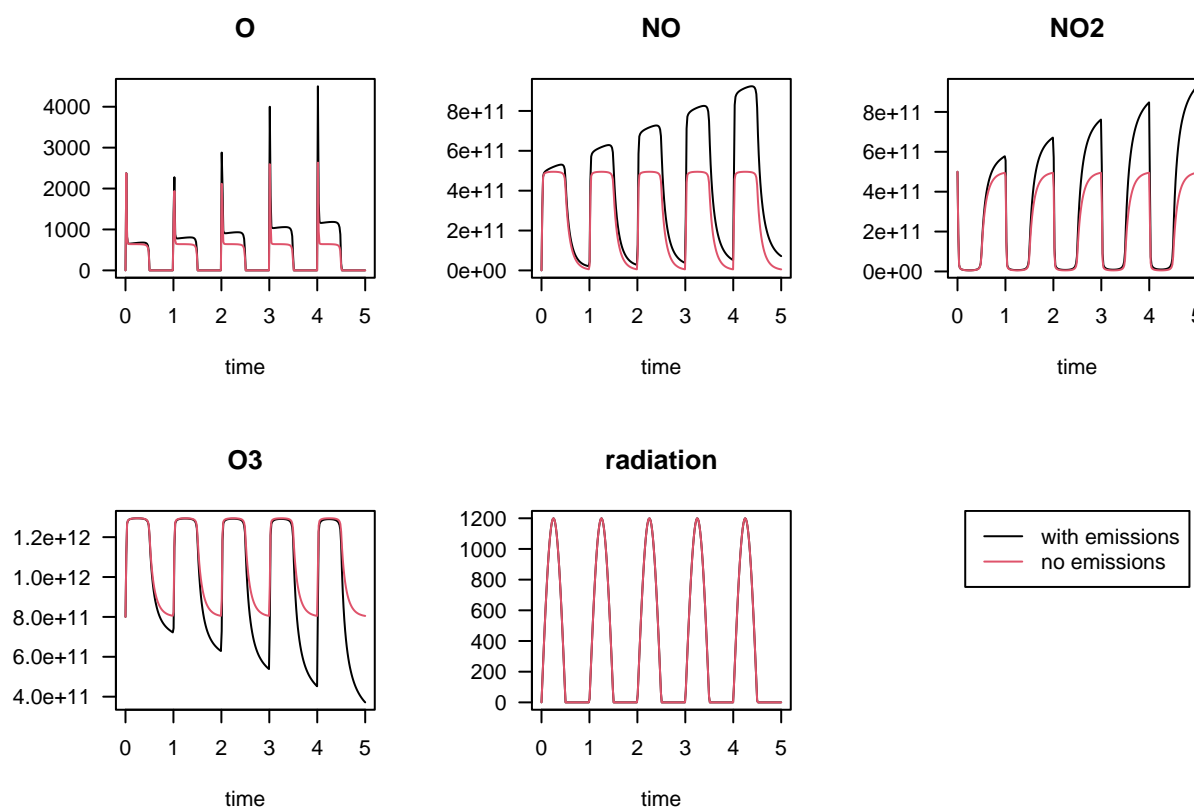 O
NO
NO2
4000
3000
2000
1000
0
0 1 2 3 4 5
time
8e+11
6e+11
4e+11
2e+11
0e+00
0 1 2 3 4 5
time
8e+11
6e+11
4e+11
2e+11
0e+00
0 1 2 3 4
time
O3
radiation
1.2e+12
1.0e+12
8.0e+11
6.0e+11
4.0e+11
0 1 2 3 4 5
time
1200
1000
800
600
400
200
0
0 1 2 3 4 5
time
with emissions
no emissions